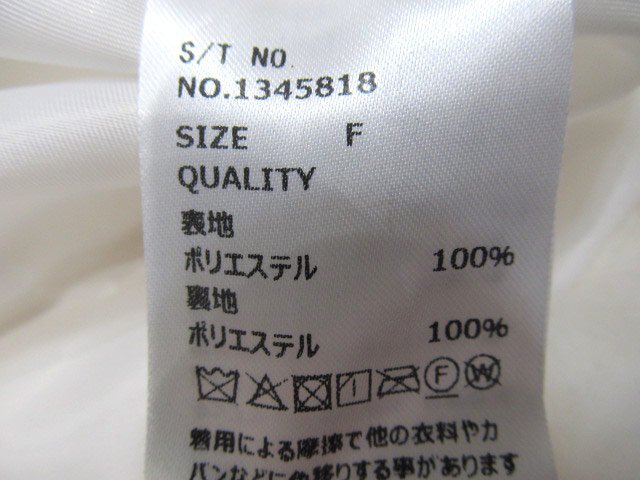 S/T NO.
NO.1345818
SIZE F
QUALITY
表地
ポリエステル 100%
裏地
ポリエステル 100%
F W
着用による摩擦で他の衣料やカ
バンなどに色移りする事があります